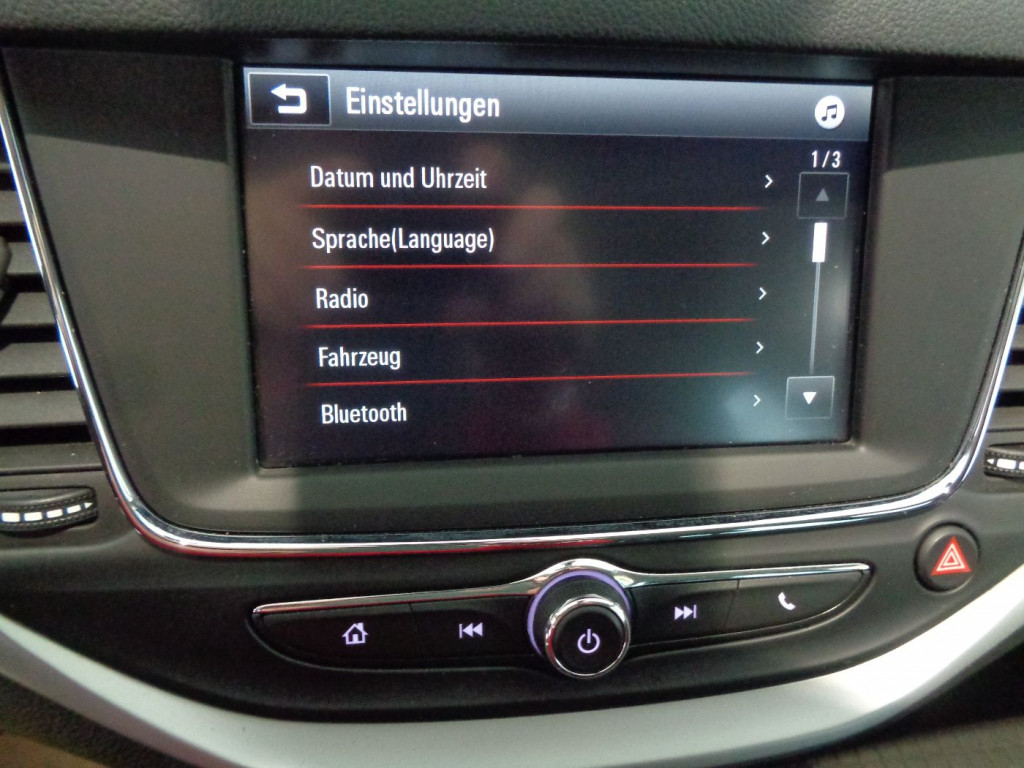 Einstellungen
1/3
Datum und Uhrzeit
Sprache(Language)
Radio
Fahrzeug
Bluetooth